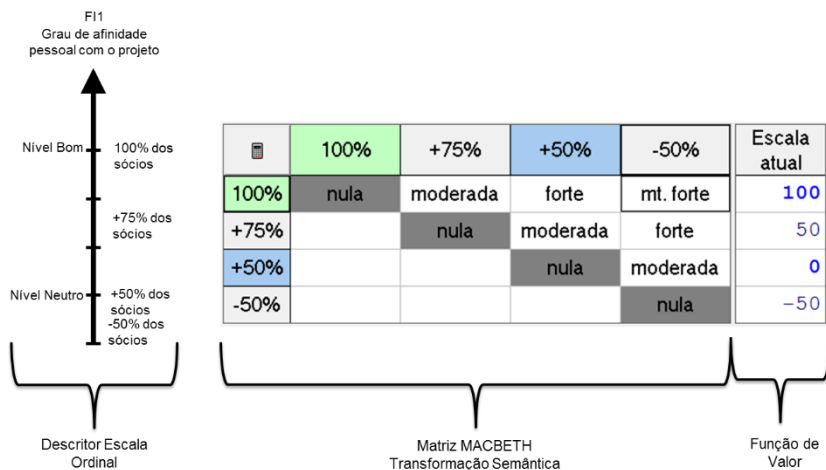 FI1
Grau de afinidade
pessoal com o projeto
Nível Bom
100% dos
sócios
+75% dos
sócios
Nível Neutro
+50% dos
sócios
-50% dos
sócios
Descritor Escala
Ordinal
100% +75% +50% -50% Escala
atual
100% nula moderada forte mt. forte 100
+75% nula moderada forte 50
+50% nula moderada 0
-50% nula -50
Matriz MACBETH
Transformação Semântica
Função de
Valor